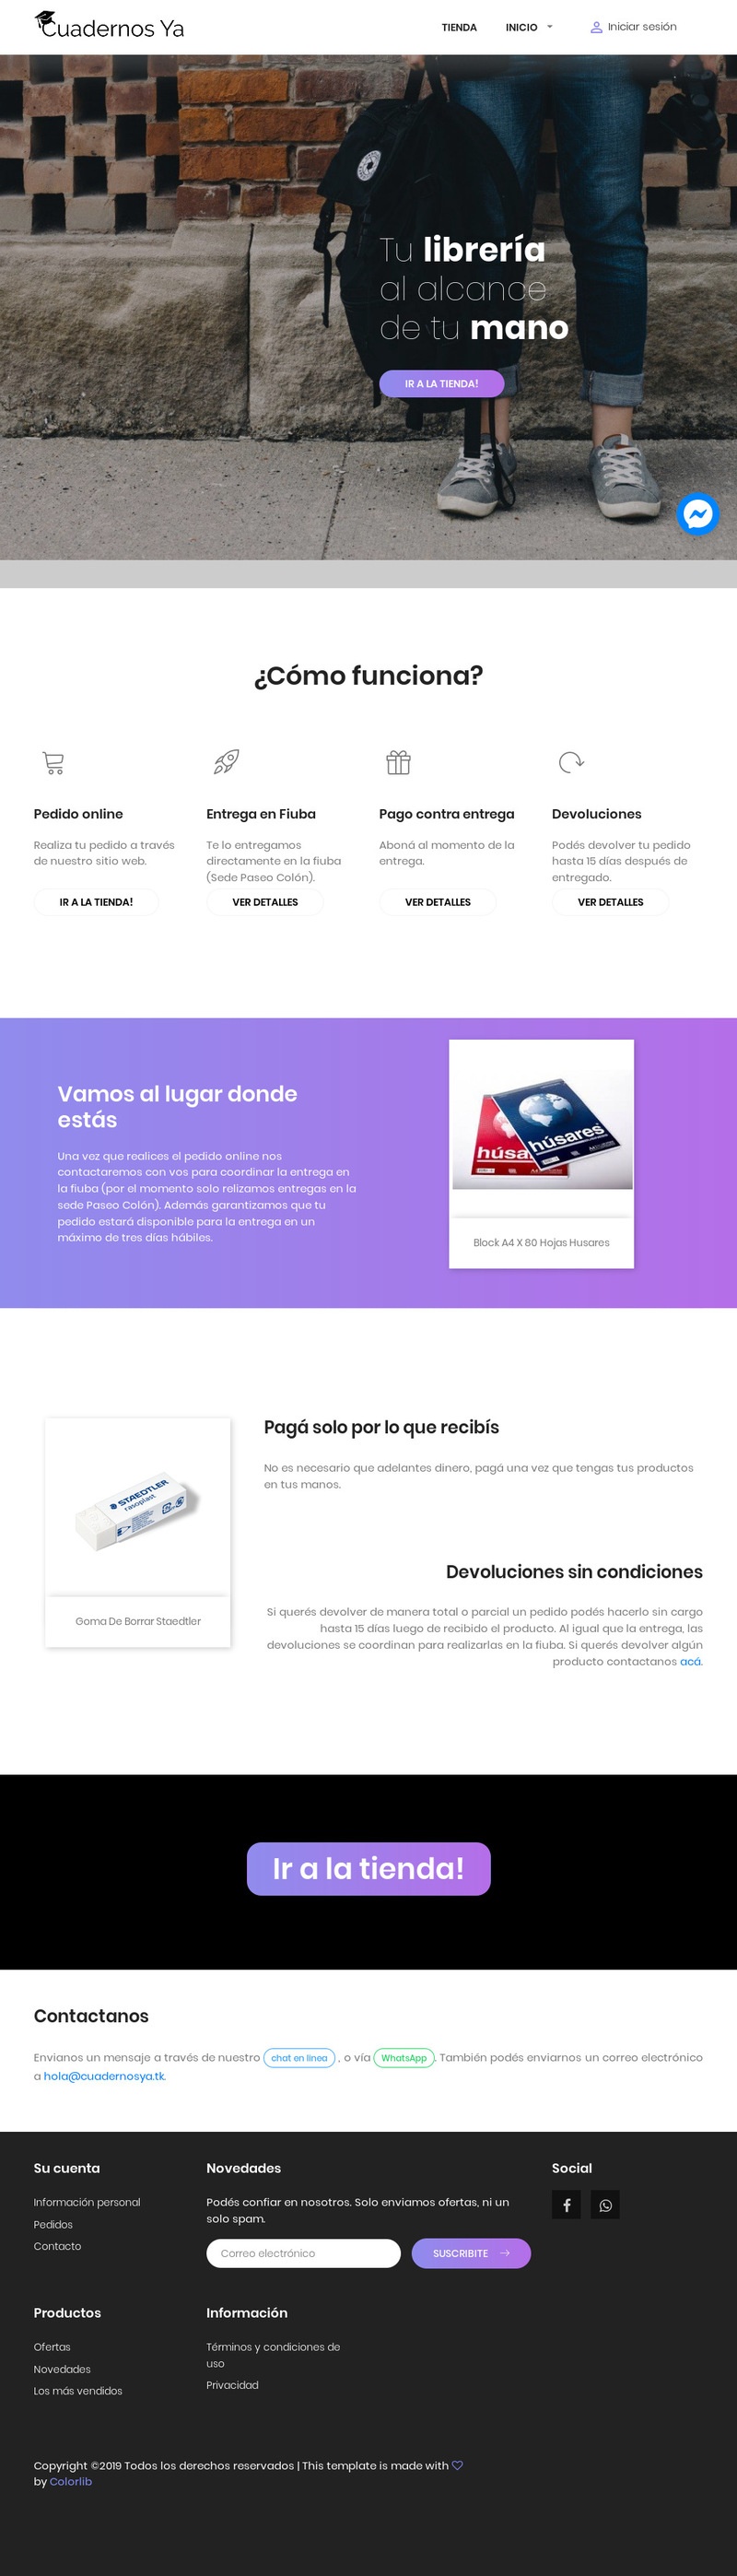 Cuadernos Ya
TIENDA
INICIO
Iniciar sesión
Tu librería
al alcance
de tu mano
IR A LA TIENDA!
¿Cómo funciona?
Pedido online
Realiza tu pedido a través
de nuestro sitio web.
IR A LA TIENDA!
Entrega en Fiuba
Te lo entregamos
directamente en la fiuba
(Sede Paseo Colón).
VER DETALLES
Pago contra entrega
Aboná al momento de la
entrega.
VER DETALLES
Devoluciones
Podés devolver tu pedido
hasta 15 días después de
entregado.
VER DETALLES
Vamos al lugar donde
estás
Una vez que realices el pedido online nos
contactaremos con vos para coordinar la entrega en
la fiuba (por el momento solo relizamos entregas en la
sede Paseo Colón). Además garantizamos que tu
pedido estará disponible para la entrega en un
máximo de tres días hábiles.
húsares
húsares
Block A4 X 80 Hojas Husares
STAEDTLER
rasoplast
Goma De Borrar Staedtler
Pagá solo por lo que recibís
No es necesario que adelantes dinero, pagá una vez que tengas tus productos
en tus manos.
Devoluciones sin condiciones
Si querés devolver de manera total o parcial un pedido podés hacerlo sin cargo
hasta 15 días luego de recibido el producto. Al igual que la entrega, las
devoluciones se coordinan para realizarlas en la fiuba. Si querés devolver algún
producto contactanos acá.
Ir a la tienda!
Contactanos
Envianos un mensaje a través de nuestro chat en linea , o vía WhatsApp. También podés enviarnos un correo electrónico
a hola@cuadernosya.tk.
Su cuenta
Información personal
Pedidos
Contacto
Novedades
Podés confiar en nosotros. Solo enviamos ofertas, ni un
solo spam.
Correo electrónico
SUSCRIBITE
Social
Productos
Ofertas
Novedades
Los más vendidos
Información
Términos y condiciones de
uso
Privacidad
Copyright ©2019 Todos los derechos reservados | This template is made with
by Colorlib